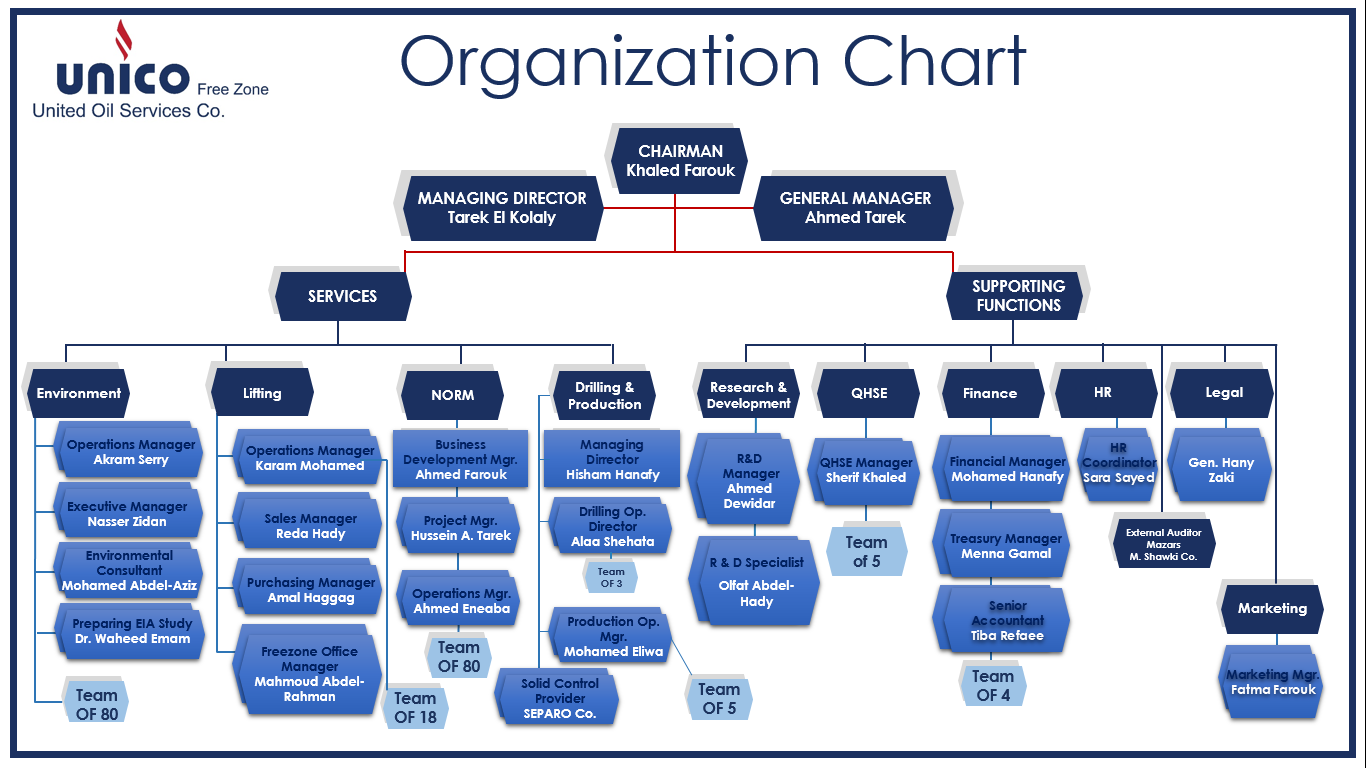 Organization Chart
unico Free Zone
United Oil Services Co.
CHAIRMAN
Khaled Farouk
MANAGING DIRECTOR
Tarek El Kolaly
GENERAL MANAGER
Ahmed Tarek
SERVICES
SUPPORTING
FUNCTIONS
Environment
Operations Manager
Akram Serry
Executive Manager
Nasser Zidan
Environmental
Consultant
Mohamed Abdel-Aziz
Preparing EIA Study
Dr. Waheed Emam
Team
OF 80
Lifting
Operations Manager
Karam Mohamed
Sales Manager
Reda Hady
Purchasing Manager
Amal Haggag
Freezone Office
Manager
Mahmoud Abdel-
Rahman
Team
OF 18
NORM
Business
Development Mgr.
Ahmed Farouk
Project Mgr.
Hussein A. Tarek
Operations Mgr.
Ahmed Eneaba
Team
OF 80
Drilling &
Production
Managing
Dirrector
Hisham Hanafy
Drilling Op.
Director
Alaa Shehata
Team
OF 3
Production Op.
Mgr.
Mohamed Eliwa
Solid Control
Provider
SEPARO Co.
Team
OF 5
Research &
Development
R&D
Manager
Ahmed
Dewidar
R & D Specialist
Olfat Abdel-
Hady
QHSE
QHSE Manager
Sherif Khaled
Team
of 5
Finance
Financial Manager
Mohamed Hanafy
Treasury Manager
Menna Gamal
Senior
Accountant
Tiba Refaee
Team
OF 4
HR
HR
Coordinator
Sara Sayed
External Auditor
Mazars
M. Shawki Co.
Legal
Gen. Hany
Zaki
Marketing
Marketing Mgr.
Fatma Farouk